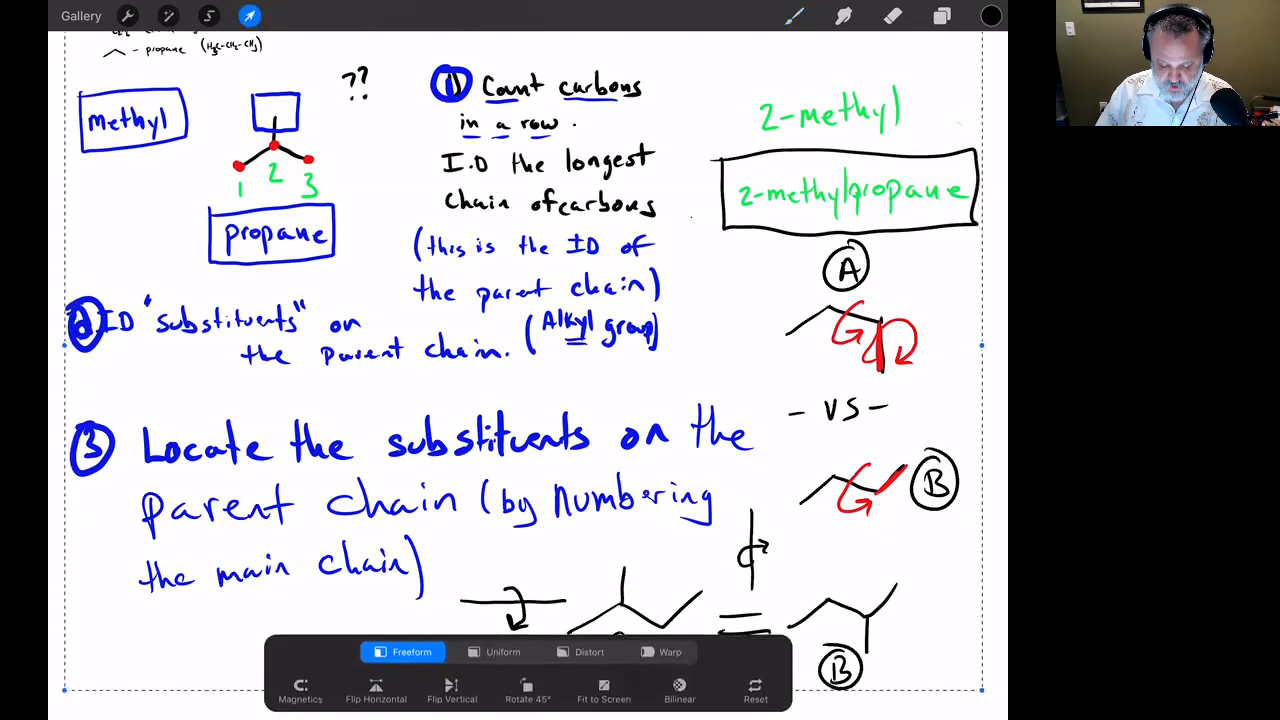 Gallery
- propane (H₃C-CH₂-CH₃)
methyl
??
1 2 3
propane
① Count carbons
in a row.
I.D the longest
chain of carbons
(this is the ID of
the parent chain)
(Alkyl group)
2-methyl
2-methylpropane
② ID "substituents" on
the parent chain.
A
- VS -
B
③ Locate the substituents on the
parent chain (by numbering
the main chain)
B
Freeform Uniform Distort Warp
Magnetics Flip Horizontal Flip Vertical Rotate 45° Fit to Screen Bilinear Reset